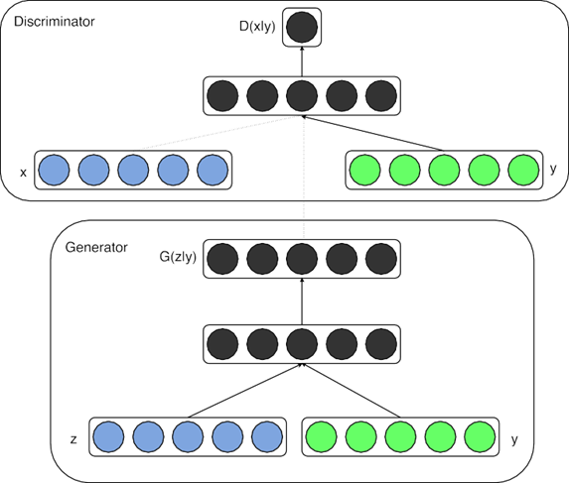 Discriminator
D(x|y)
x
y
Generator
G(z|y)
z
y